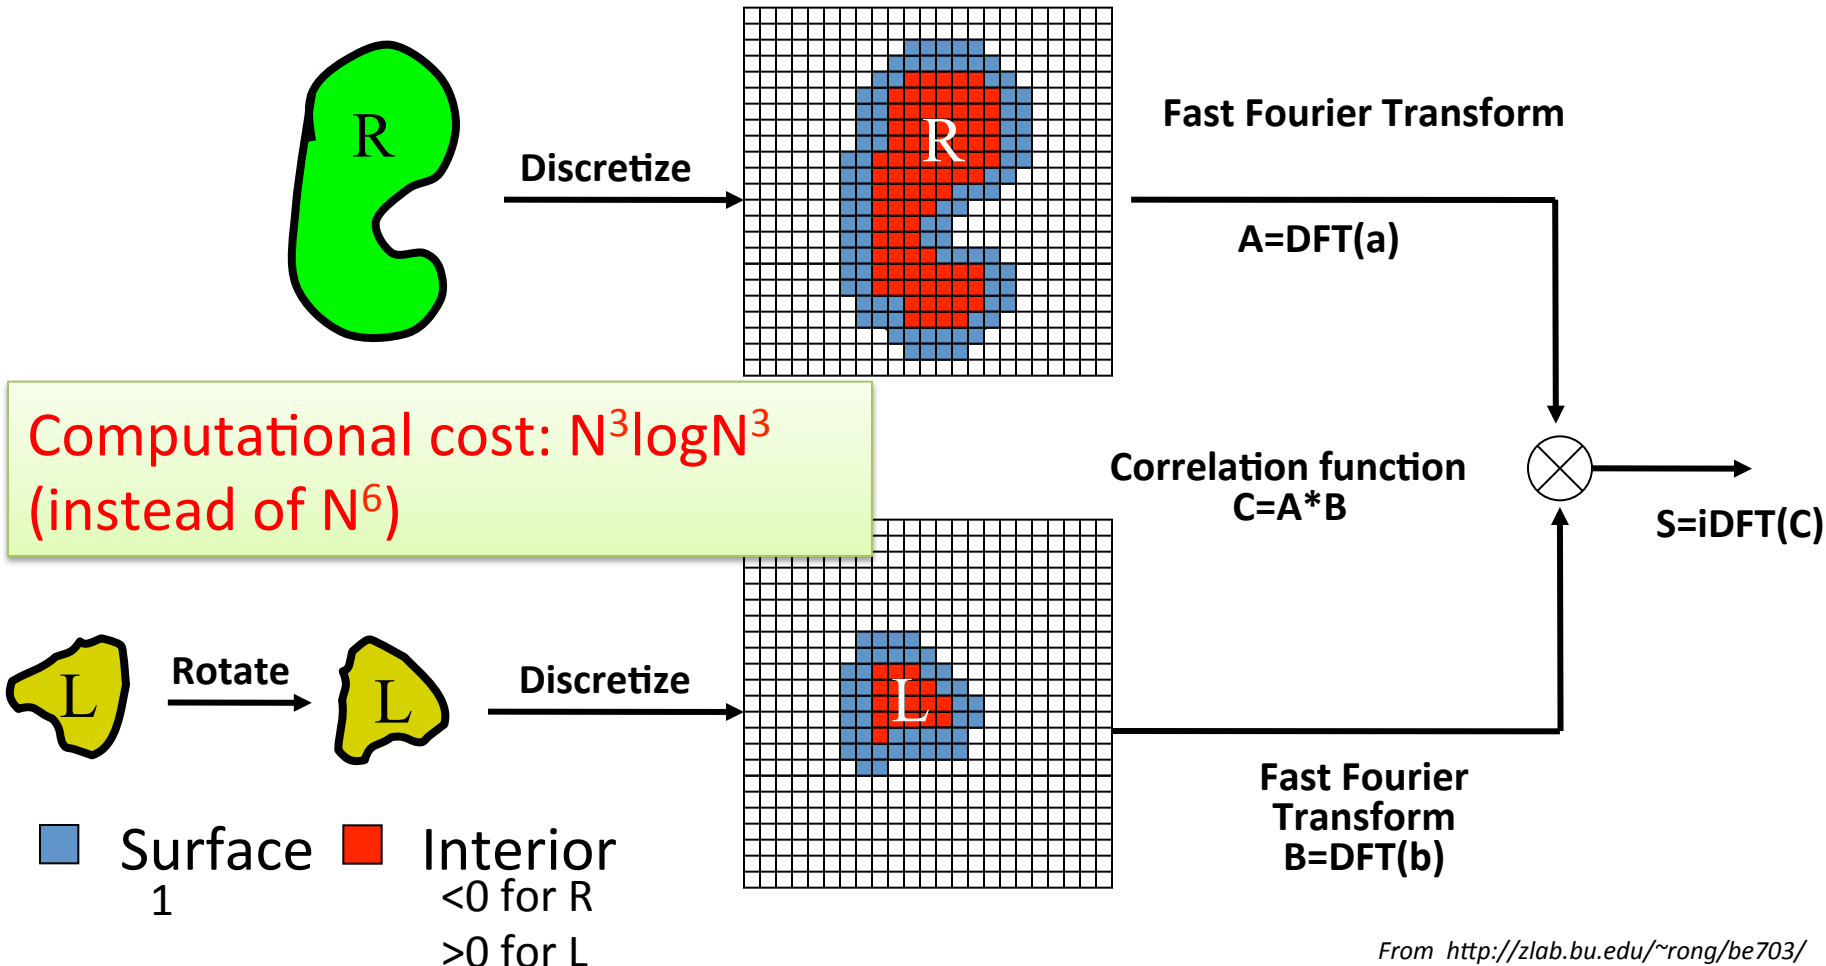 R
Discretize
R
Fast Fourier Transform
A=DFT(a)
Computational cost: N³logN³
(instead of N⁶)
Correlation function
C=A*B
S=iDFT(C)
L
Rotate
L
Discretize
L
Fast Fourier
Transform
B=DFT(b)
Surface
1
Interior
<0 for R
>0 for L
From http://zlab.bu.edu/~rong/be703/